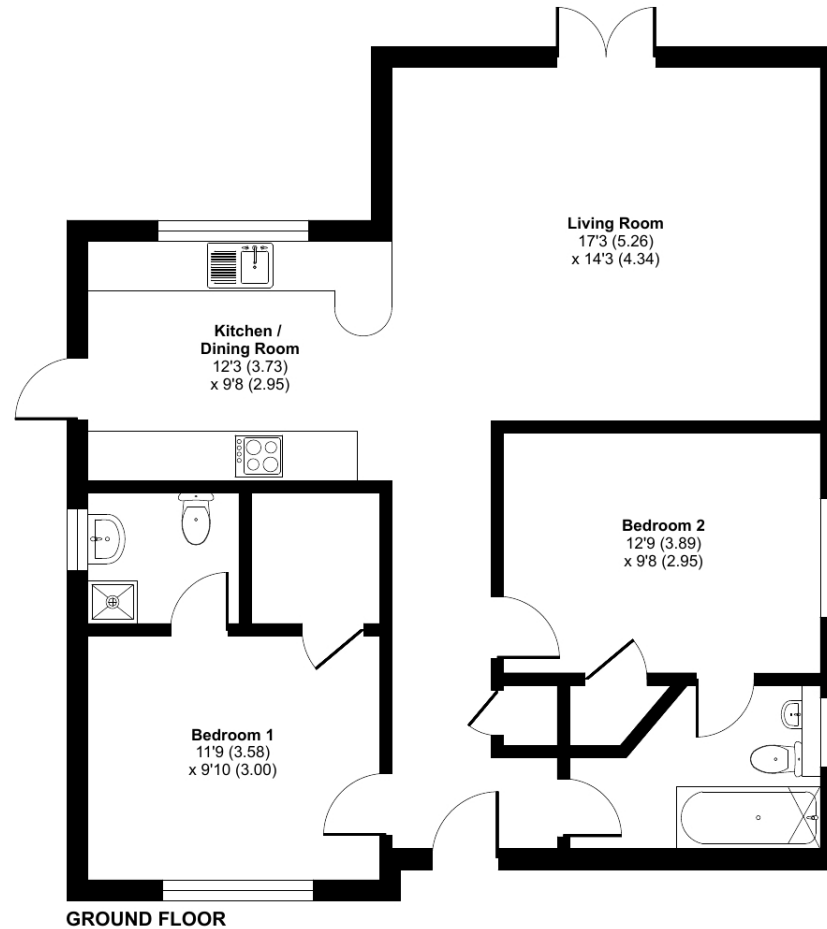 Living Room
17'3 (5.26)
x 14'3 (4.34)
Kitchen /
Dining Room
12'3 (3.73)
x 9'8 (2.95)
Bedroom 2
12'9 (3.89)
x 9'8 (2.95)
Bedroom 1
11'9 (3.58)
x 9'10 (3.00)
GROUND FLOOR